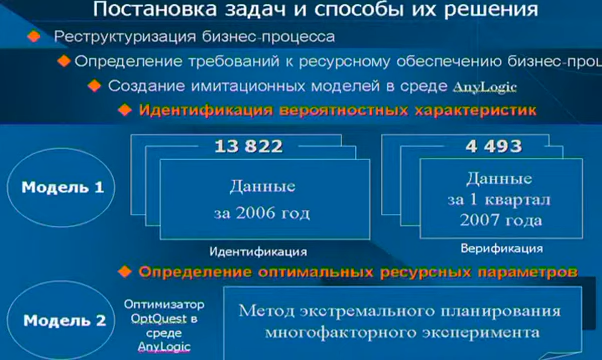 Постановка задач и способы их решения
Реструктуризация бизнес-процесса
Определение требований к ресурсному обеспечению бизнес-проц
Создание имитационных моделей в среде AnyLogic
Идентификация вероятностных характеристик
13 822
4 493
Модель 1
Данные
за 2006 год
Данные
за 1 квартал
2007 года
Идентификация
Верификация
Определение оптимальных ресурсных параметров
Модель 2
Оптимизатор
OptQuest в
среде
AnyLogic
Метод экстремального планирования
многофакторного эксперимента